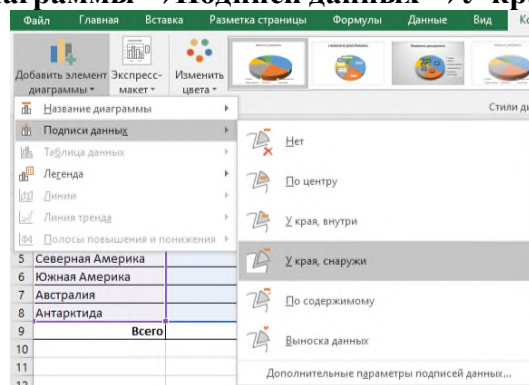 Подписи данных
Файл Главная Вставка Разметка страницы Формулы Данные Вид
Добавить элемент диаграммы
Экспресс-макет
Изменить цвета
Стили
Название диаграммы
Подписи данных
Таблица данных
Легенда
Линии
Линия тренда
Полосы повышения и понижения
Нет
По центру
У края, внутри
У края, снаружи
По содержимому
Выноска данных
Дополнительные параметры подписей данных...
5 Северная Америка
6 Южная Америка
7 Австралия
8 Антарктида
9 Всего
10
11